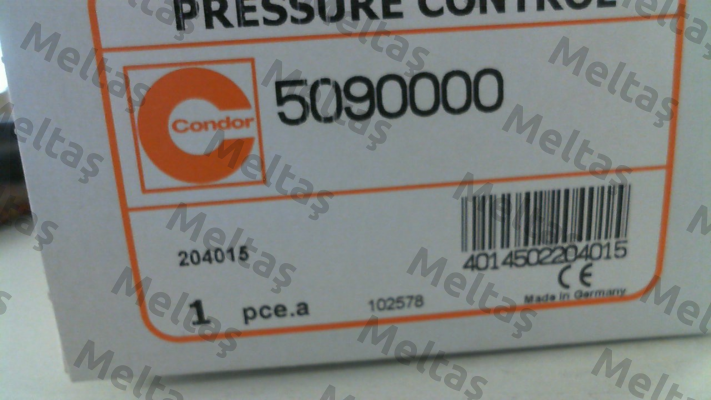 PRESSURE CONTROL
Condor
5090000
204015
4014502204015
CE
1 pce.a
102578
Made in Germany
Meltaş